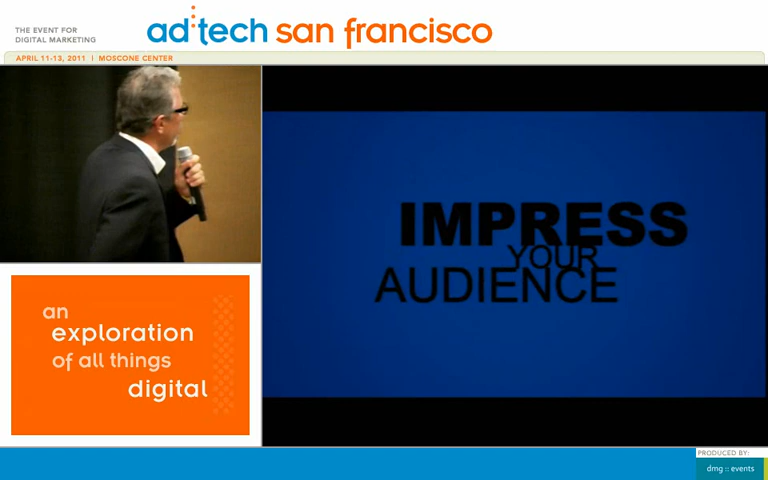 THE EVENT FOR
DIGITAL MARKETING
ad:tech san francisco
APRIL 11-13, 2011 | MOSCONE CENTER
IMPRESS
YOUR
AUDIENCE
an
exploration
of all things
digital
PRODUCED BY:
dmg :: events